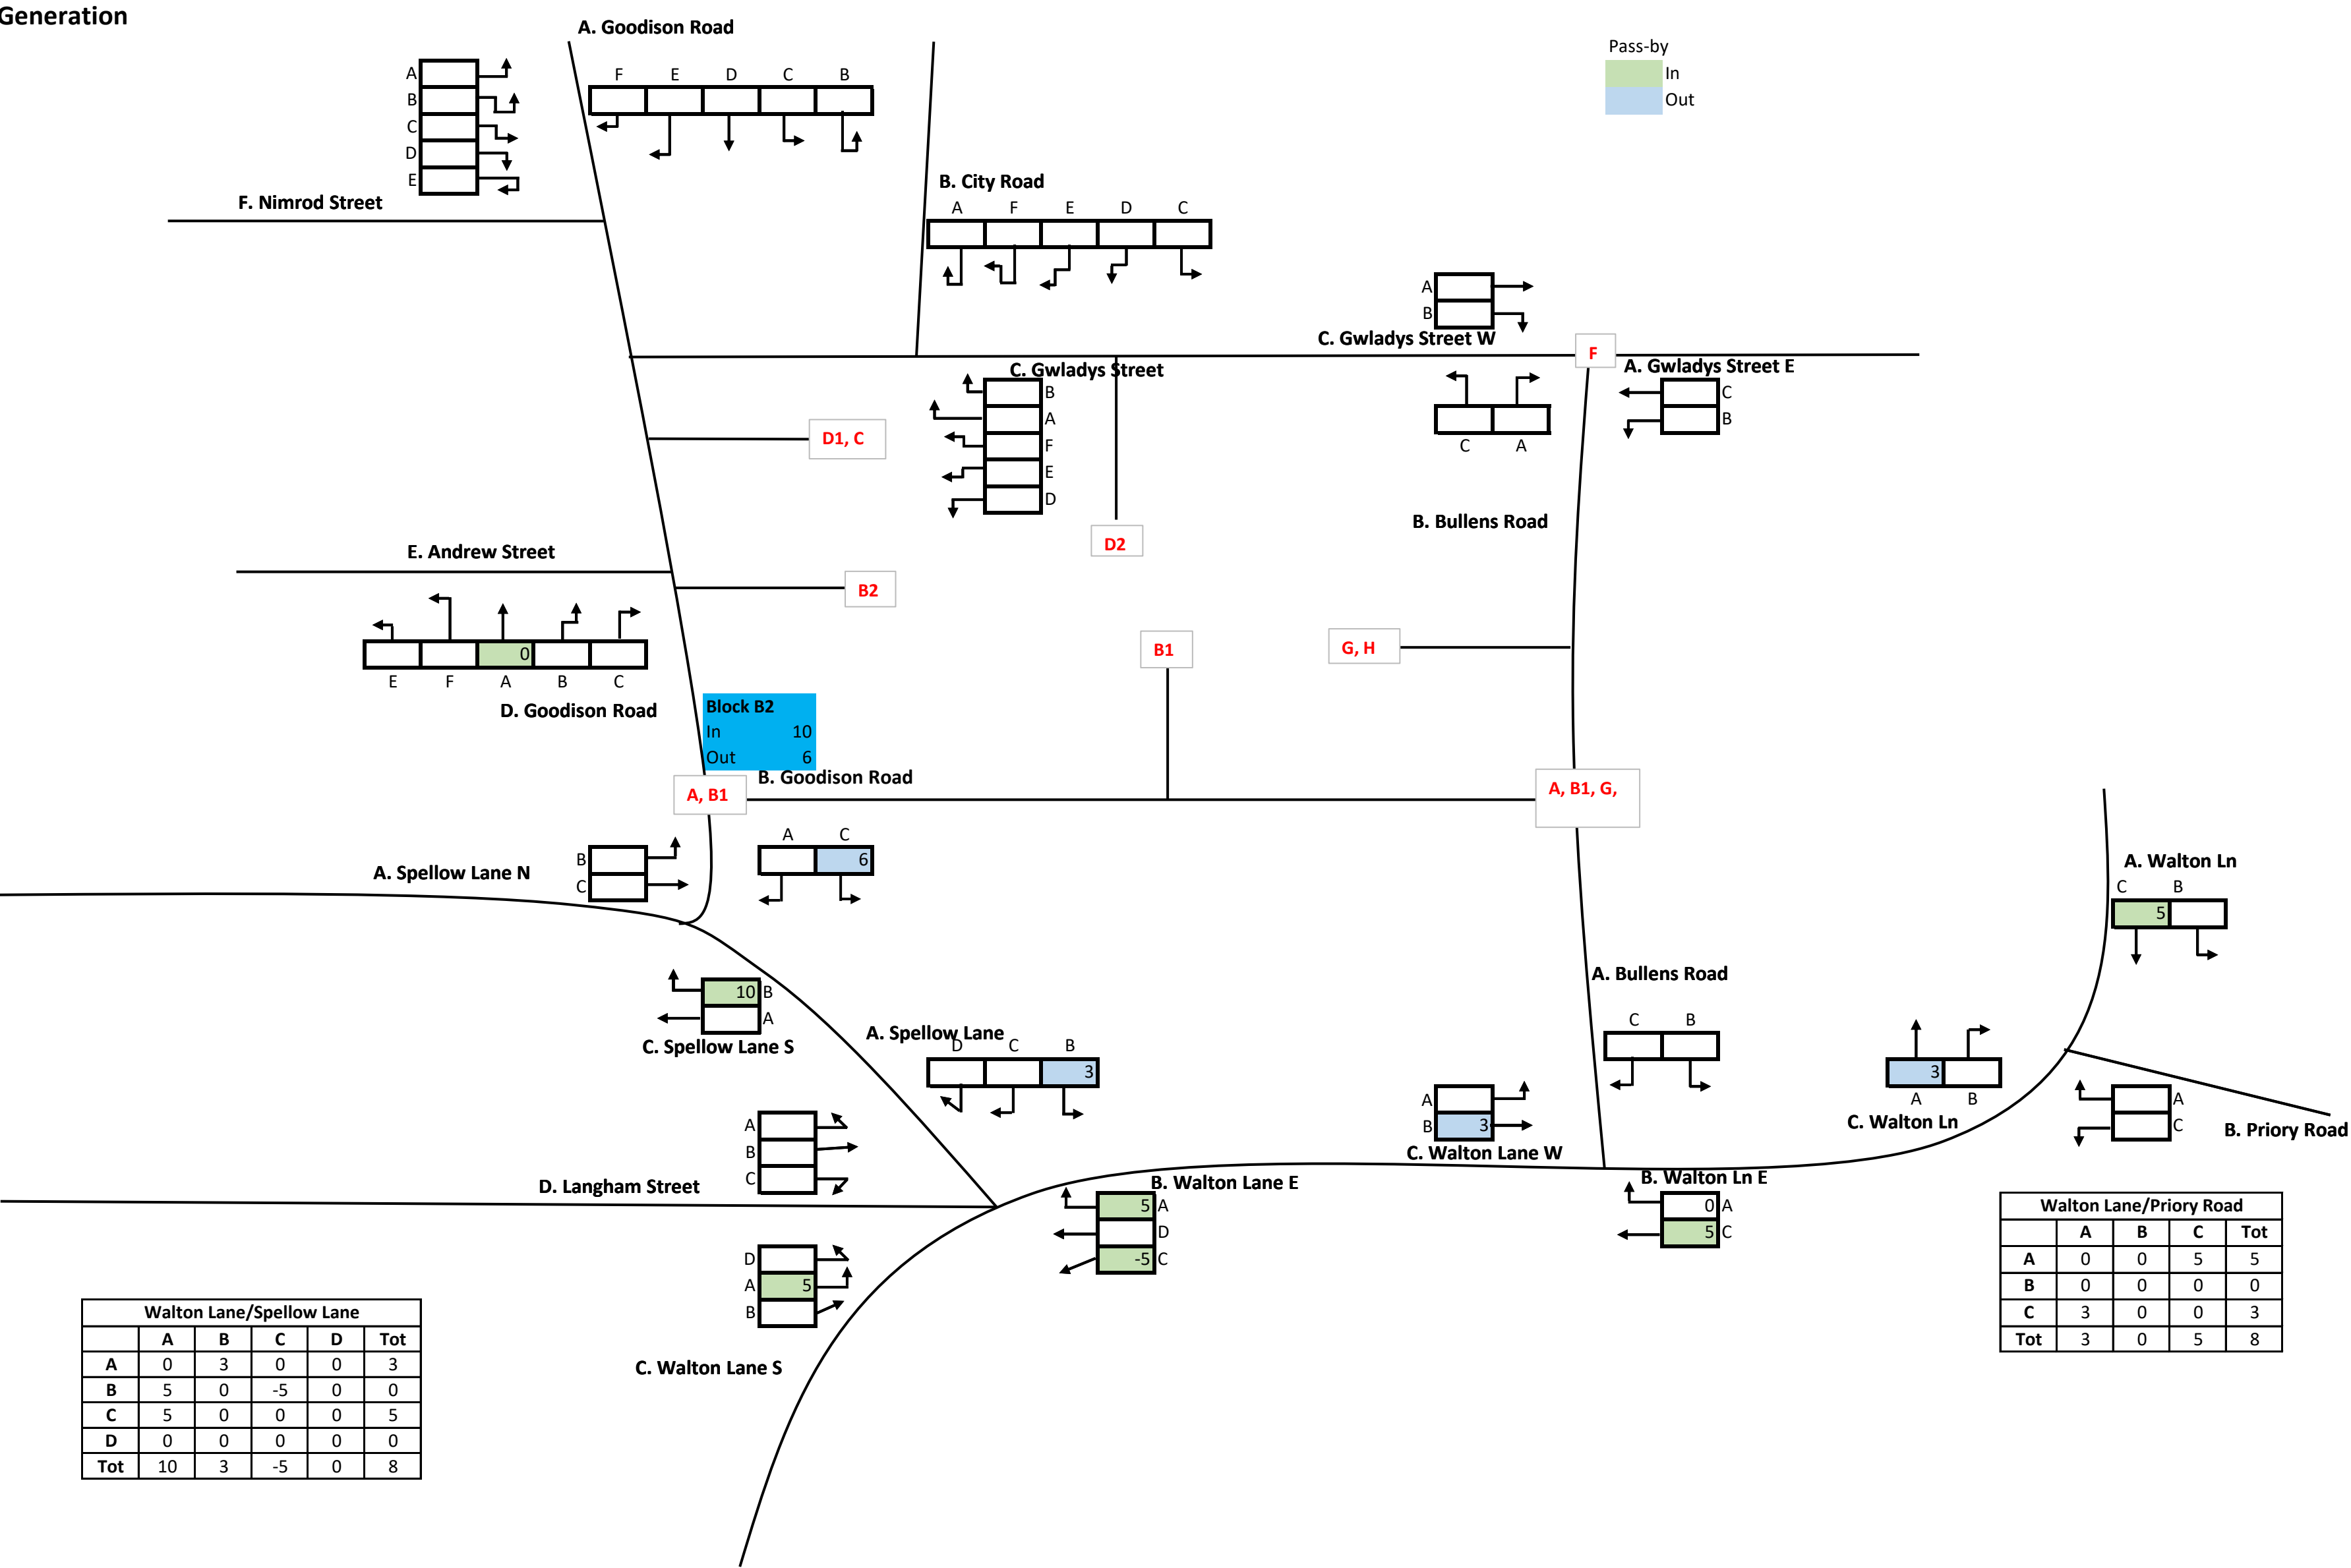 Generation
A. Goodison Road
Pass-by
In
Out
F E D C B
A
B
C
D
E
B. City Road
F. Nimrod Street
A F E D C
A
B
C. Gwladys Street W
F
A. Gwladys Street E
C. Gwladys Street
B
A
F
E
D
C
B
C A
D1, C
B. Bullens Road
D2
E. Andrew Street
B2
B1
G, H
0
E F A B C
D. Goodison Road
Block B2
In 10
Out 6
B. Goodison Road
A, B1
A, B1, G,
A C
6
B
C
A. Spellow Lane N
A. Walton Ln
C B
5
A. Bullens Road
10 B
A
C. Spellow Lane S
A. Spellow Lane
D C B
3
C B
3
A B
C. Walton Ln
A
B 3
C. Walton Lane W
A
C
B. Priory Road
A
B
C
D. Langham Street
B. Walton Lane E
5 A
D
-5 C
B. Walton Ln E
0 A
5 C
D
A 5
B
C. Walton Lane S
Walton Lane/Priory Road
A B C Tot
A 0 0 5 5
B 0 0 0 0
C 3 0 0 3
Tot 3 0 5 8
Walton Lane/Spellow Lane
A B C D Tot
A 0 3 0 0 3
B 5 0 -5 0 0
C 5 0 0 0 5
D 0 0 0 0 0
Tot 10 3 -5 0 8